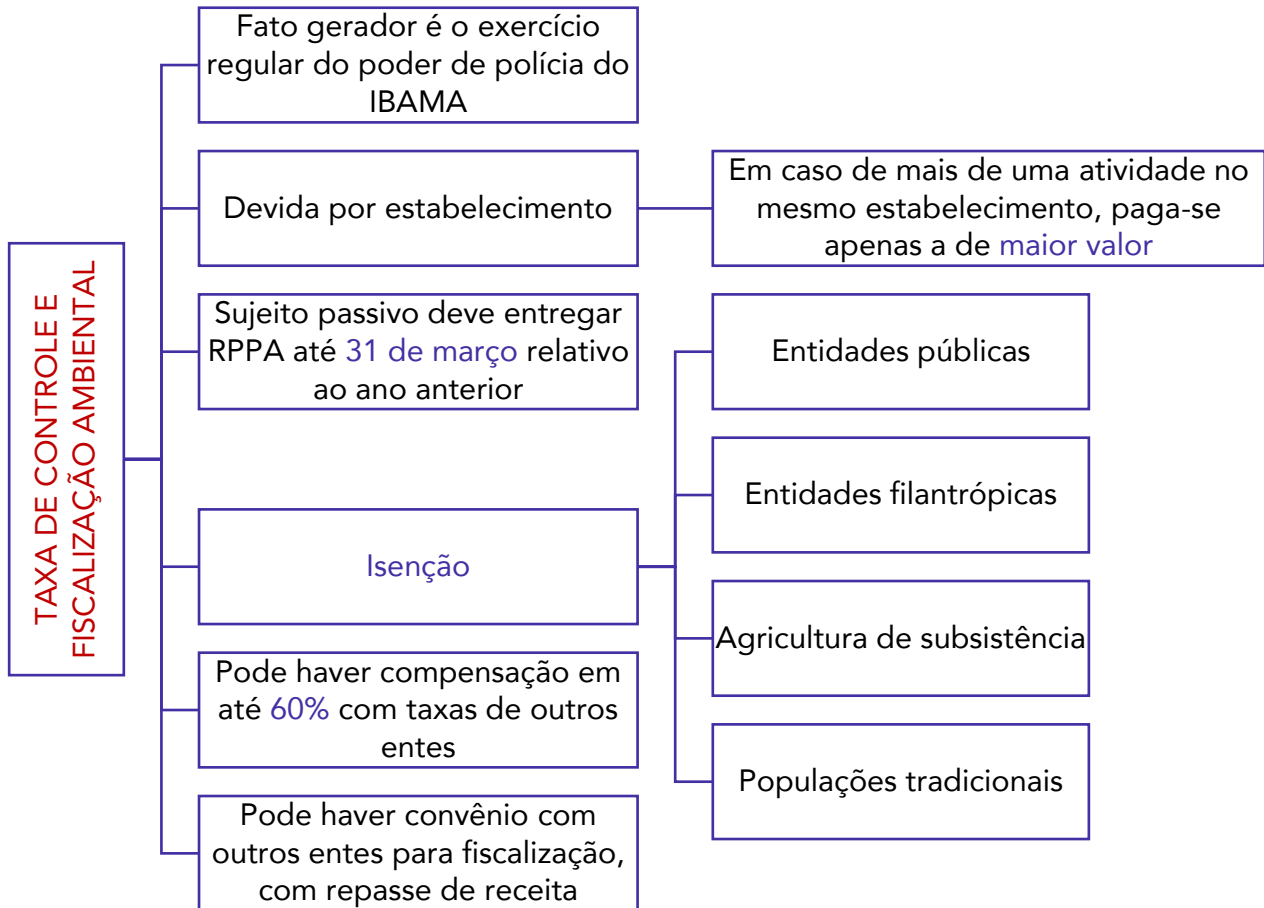 TAXA DE CONTROLE E
FISCALIZAÇÃO AMBIENTAL
Fato gerador é o exercício
regular do poder de polícia do
IBAMA
Devida por estabelecimento
Em caso de mais de uma atividade no
mesmo estabelecimento, paga-se
apenas a de maior valor
Sujeito passivo deve entregar
RPPA até 31 de março relativo
ao ano anterior
Isenção
Entidades públicas
Entidades filantrópicas
Agricultura de subsistência
Populações tradicionais
Pode haver compensação em
até 60% com taxas de outros
entes
Pode haver convênio com
outros entes para fiscalização,
com repasse de receita